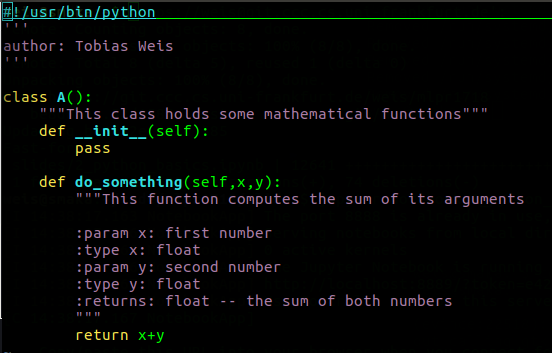 #!/usr/bin/python
'''
author: Tobias Weis
'''

class A():
    """This class holds some mathematical functions"""
    def __init__(self):
        pass

    def do_something(self,x,y):
        """This function computes the sum of its arguments

        :param x: first number
        :type x: float
        :param y: second number
        :type y: float
        :returns: float -- the sum of both numbers
        """
        return x+y